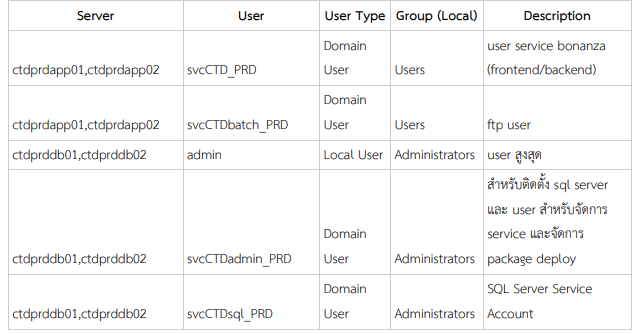 Server User User Type Group (Local) Description
ctdprdapp01,ctdprdapp02 svcCTD_PRD Domain User Users user service bonanza (frontend/backend)
ctdprdapp01,ctdprdapp02 svcCTDbatch_PRD Domain User Users ftp user
ctdprddb01,ctdprddb02 admin Local User Administrators user สูงสุด
ctdprddb01,ctdprddb02 svcCTDadmin_PRD Domain User Administrators สำหรับติดตั้ง sql server และ user สำหรับจัดการ service และจัดการ package deploy
ctdprddb01,ctdprddb02 svcCTDsql_PRD Domain User Administrators SQL Server Service Account